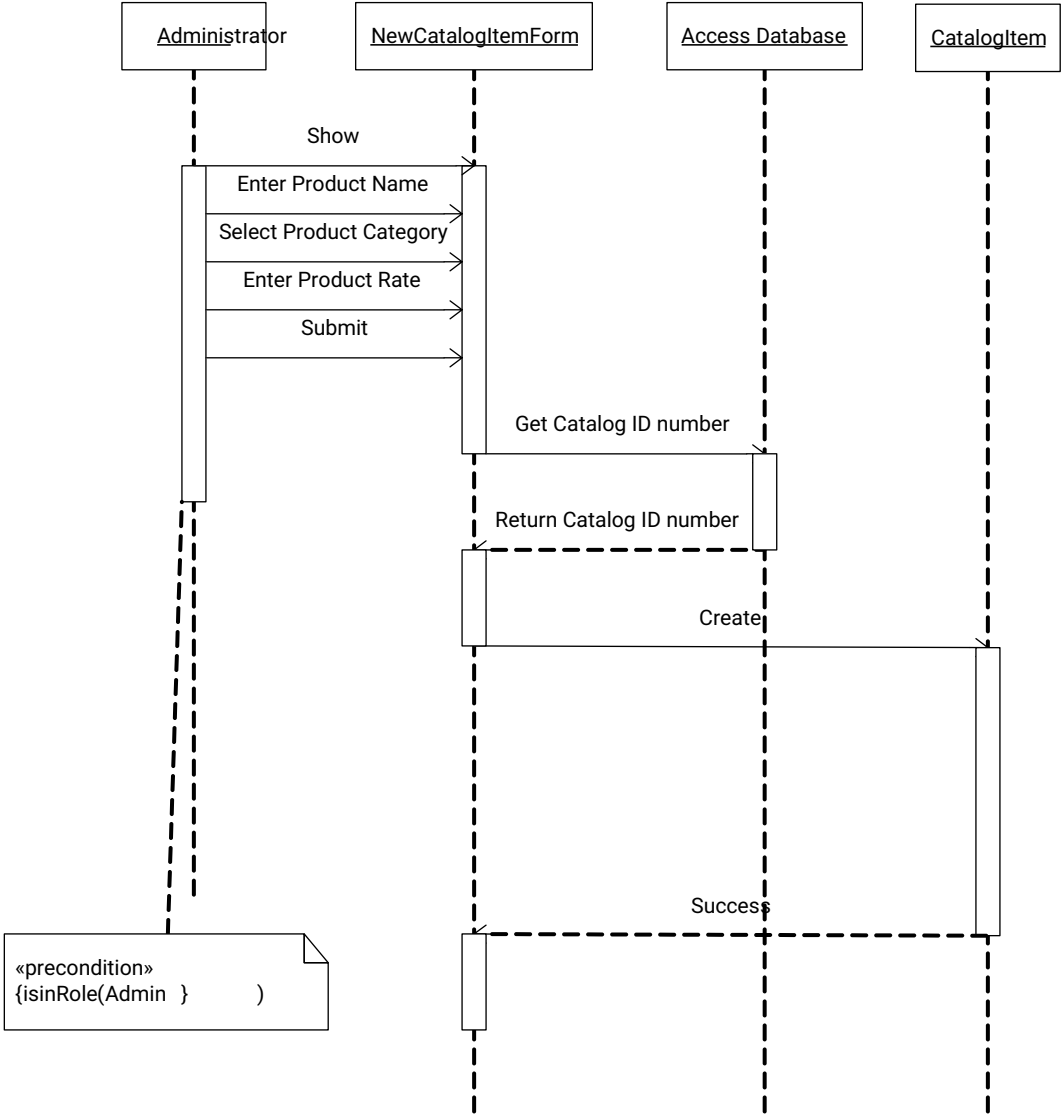 Administrator
NewCatalogItemForm
Access Database
CatalogItem
Show
Enter Product Name
Select Product Category
Enter Product Rate
Submit
Get Catalog ID number
Return Catalog ID number
Create
Success
«precondition»
{isinRole(Admin } )